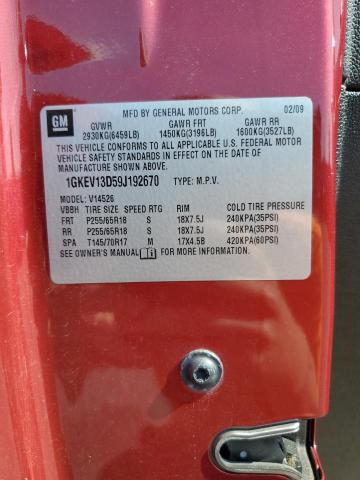 GM
MFD BY GENERAL MOTORS CORP. 02/09
GVWR GAWR FRT GAWR RR
2930KG(6459LB) 1450KG(3196LB) 1600KG(3527LB)
THIS VEHICLE CONFORMS TO ALL APPLICABLE U.S. FEDERAL MOTOR
VEHICLE SAFETY STANDARDS IN EFFECT ON THE DATE OF
MANUFACTURE SHOWN ABOVE.
1GKEV13D59J192670 TYPE: M.P.V.
MODEL: V14526
VBBH TIRE SIZE SPEED RTG RIM COLD TIRE PRESSURE
FRT P255/65R18 S 18X7.5J 240KPA(35PSI)
RR P255/65R18 S 18X7.5J 240KPA(35PSI)
SPA T145/70R17 M 17X4.5B 420KPA(60PSI)
SEE OWNER'S MANUAL FOR MORE INFORMATION.